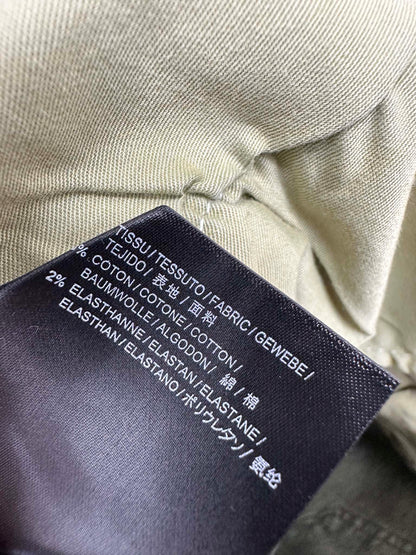 TISSU / TESSUTO / FABRIC / GEWEBE /
TEJIDO / 表地 / 面料
% COTON / COTONE / COTTON /
BAUMWOLLE / ALGODON / 綿 / 棉
2% ELASTHANNE / ELASTAN / ELASTANE /
ELASTHAN / ELASTANO / ポリウレタン / 氨纶